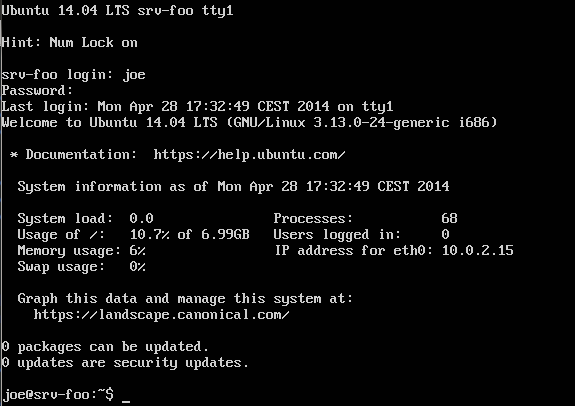 Ubuntu 14.04 LTS srv-foo tty1
Hint: Num Lock on
srv-foo login: joe
Password:
Last login: Mon Apr 28 17:32:49 CEST 2014 on tty1
Welcome to Ubuntu 14.04 LTS (GNU/Linux 3.13.0-24-generic i686)
* Documentation:  https://help.ubuntu.com/
System information as of Mon Apr 28 17:32:49 CEST 2014
System load:  0.0               Processes:           68
Usage of /:   10.7% of 6.99GB   Users logged in:     0
Memory usage: 6%                IP address for eth0: 10.0.2.15
Swap usage:   0%
Graph this data and manage this system at:
https://landscape.canonical.com/
0 packages can be updated.
0 updates are security updates.
joe@srv-foo:~$ _